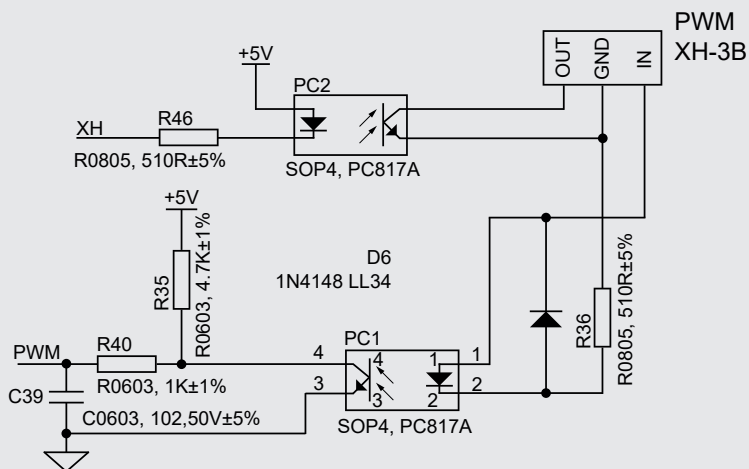 PWM
XH-3B
OUT
GND
IN
+5V
PC2
XH
R46
R0805, 510R±5%
SOP4, PC817A
+5V
R35
R0603, 4.7K±1%
D6
1N4148 LL34
R36
R0805, 510R±5%
PC1
PWM
R40
4
4
1
1
R0603, 1K±1%
3
3
2
2
C39
C0603, 102,50V±5%
SOP4, PC817A